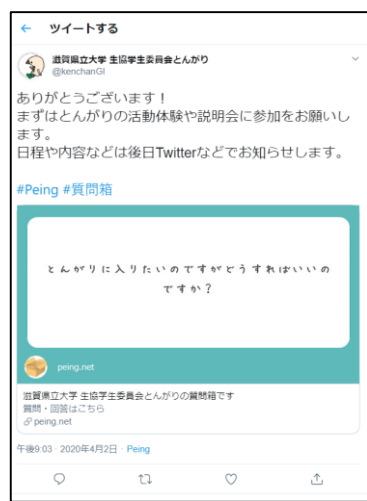 ツイートする
滋賀県立大学 生協学生委員会とんがり
@kenchanGI
ありがとうございます！
まずはとんがりの活動体験や説明会に参加をお願いし
ます。
日程や内容などは後日Twitterなどでお知らせします。
#Peing #質問箱
とんがりに入りたいのですがどうすればいいの
ですか？
peing.net
滋賀県立大学 生協学生委員会とんがりの質問箱です
質問・回答はこちら
peing.net
午後9:03 · 2020年4月2日 · Peing